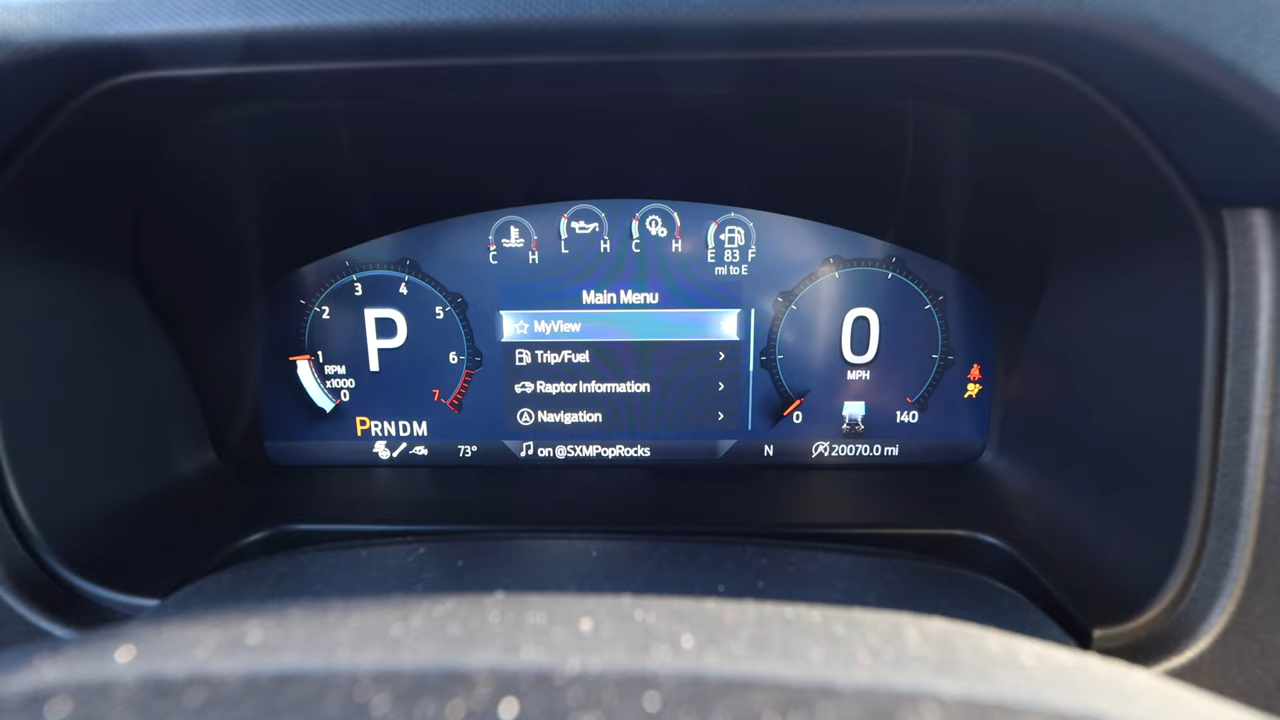 C H
L H
C H
E 83 F
mi to E
Main Menu
MyView
Trip/Fuel
Raptor Information
Navigation
on @SXMPopRocks
P
0 1 2 3 4 5 6 7
RPM
x1000
PRNDM
73°
0
MPH
0 140
N
20070.0 mi